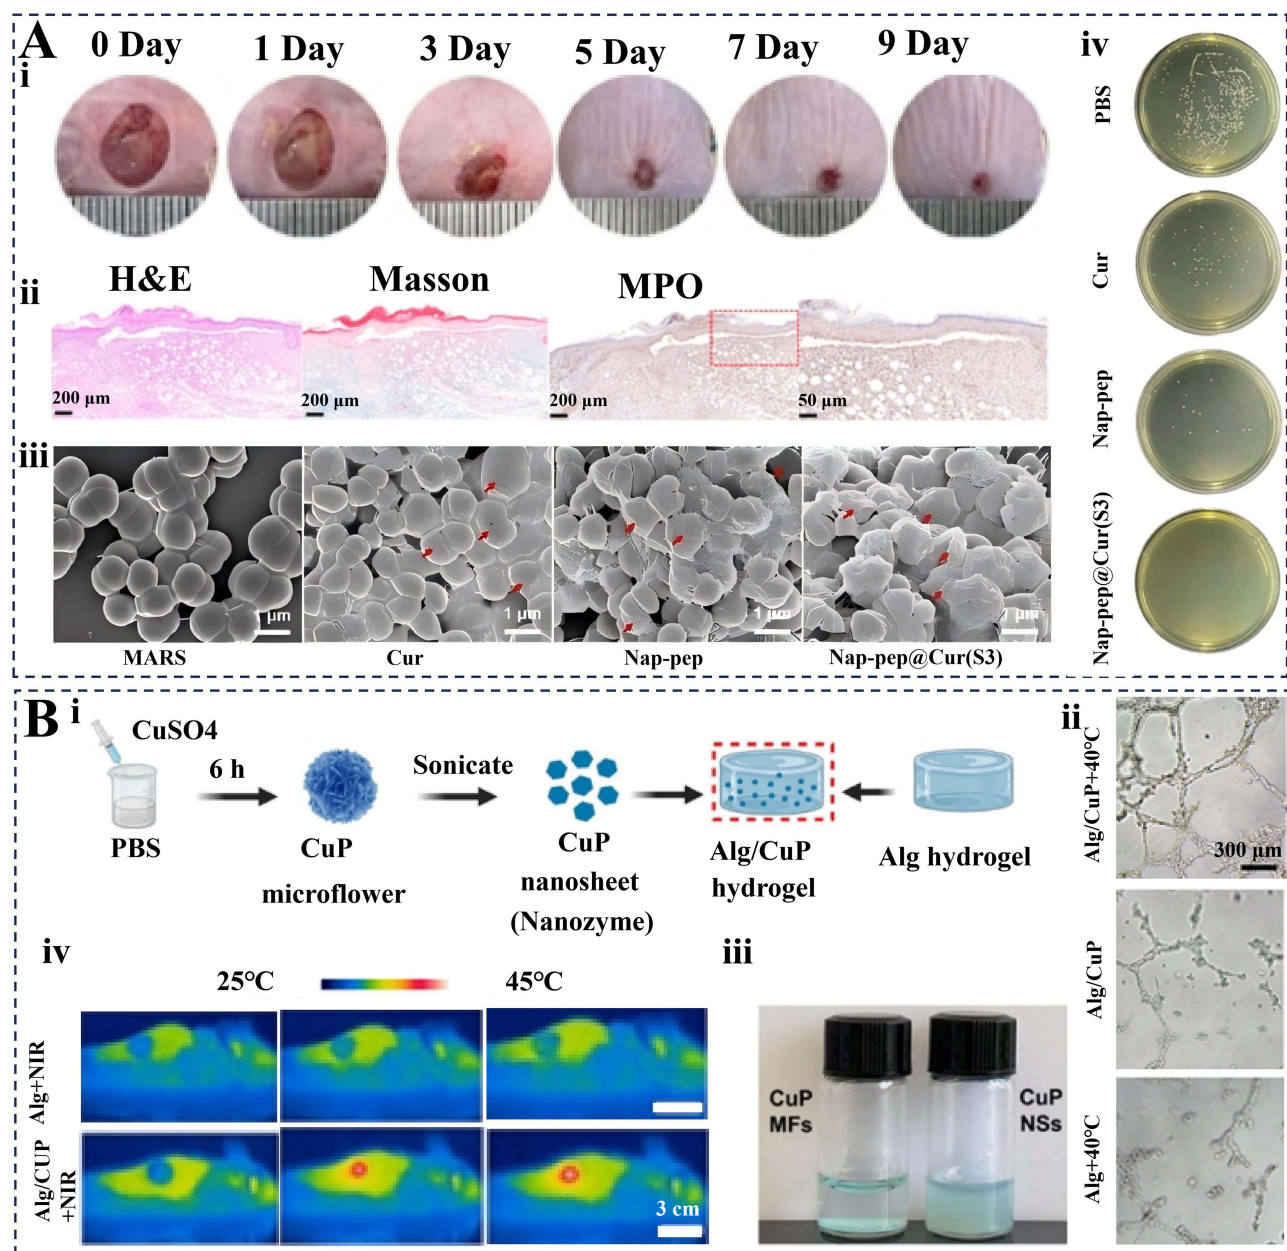 A
0 Day 1 Day 3 Day 5 Day 7 Day 9 Day
i
ii
H&E Masson MPO
200 μm 200 μm 200 μm 50 μm
iii
1 μm 1 μm 1 μm 1 μm
MARS Cur Nap-pep Nap-pep@Cur(S3)
iv
PBS
Cur
Nap-pep
Nap-pep@Cur(S3)
B
i
CuSO4
6 h
Sonicate
PBS
CuP
microflower
CuP
nanosheet
(Nanozyme)
Alg/CuP
hydrogel
Alg hydrogel
ii
Alg/CuP+40°C
300 μm
Alg/CuP
Alg+40°C
iii
CuP
MFs
CuP
NSs
iv
25°C 45°C
Alg+NIR
Alg/CUP
+NIR
3 cm